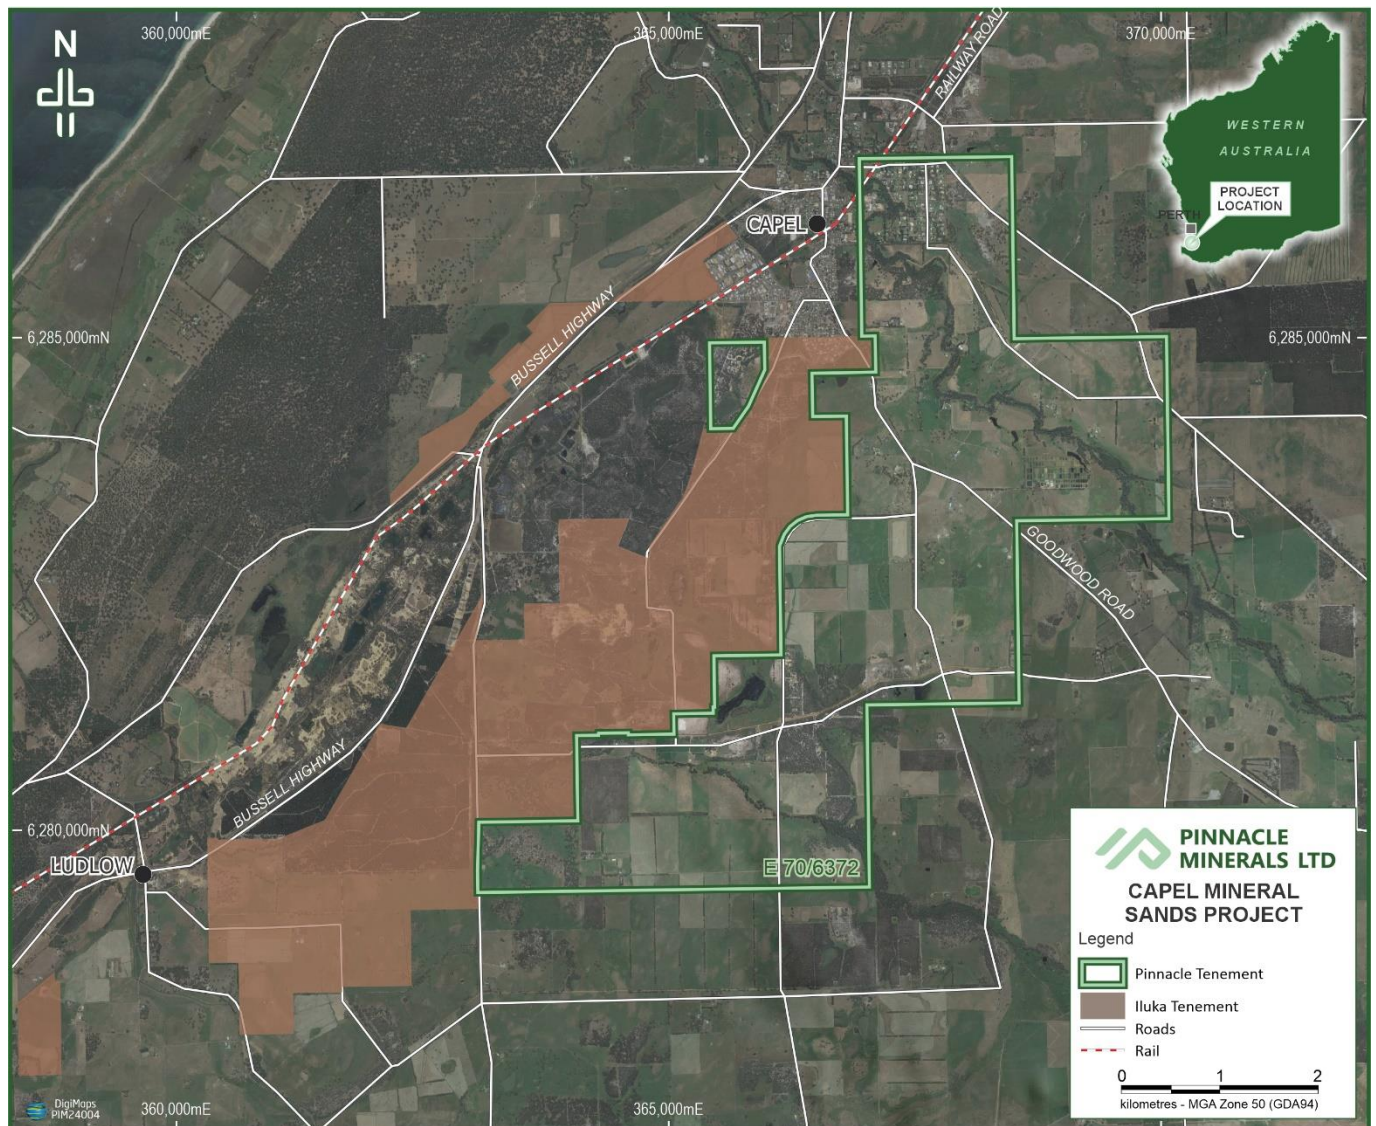 N
360,000mE
365,000mE
370,000mE
RAILWAY ROAD
WESTERN
AUSTRALIA
PROJECT
LOCATION
PERTH
CAPEL
BUSSELL HIGHWAY
6,285,000mN
6,285,000mN
GOODWOOD ROAD
BUSSELL HIGHWAY
6,280,000mN
LUDLOW
E 70/6372
PINNACLE
MINERALS LTD
CAPEL MINERAL
SANDS PROJECT
Legend
Pinnacle Tenement
Iluka Tenement
Roads
Rail
0 1 2
kilometres - MGA Zone 50 (GDA94)
DigiMaps
PIM24004
360,000mE
365,000mE